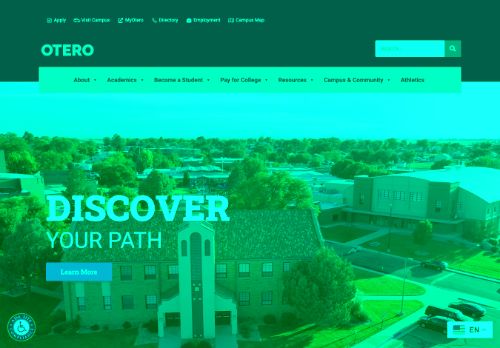 Apply Visit Campus MyOtero Directory Employment Campus Map
OTERO
About Academics Become a Student Pay for College Resources Campus & Community Athletics
DISCOVER
YOUR PATH
Learn More
EN